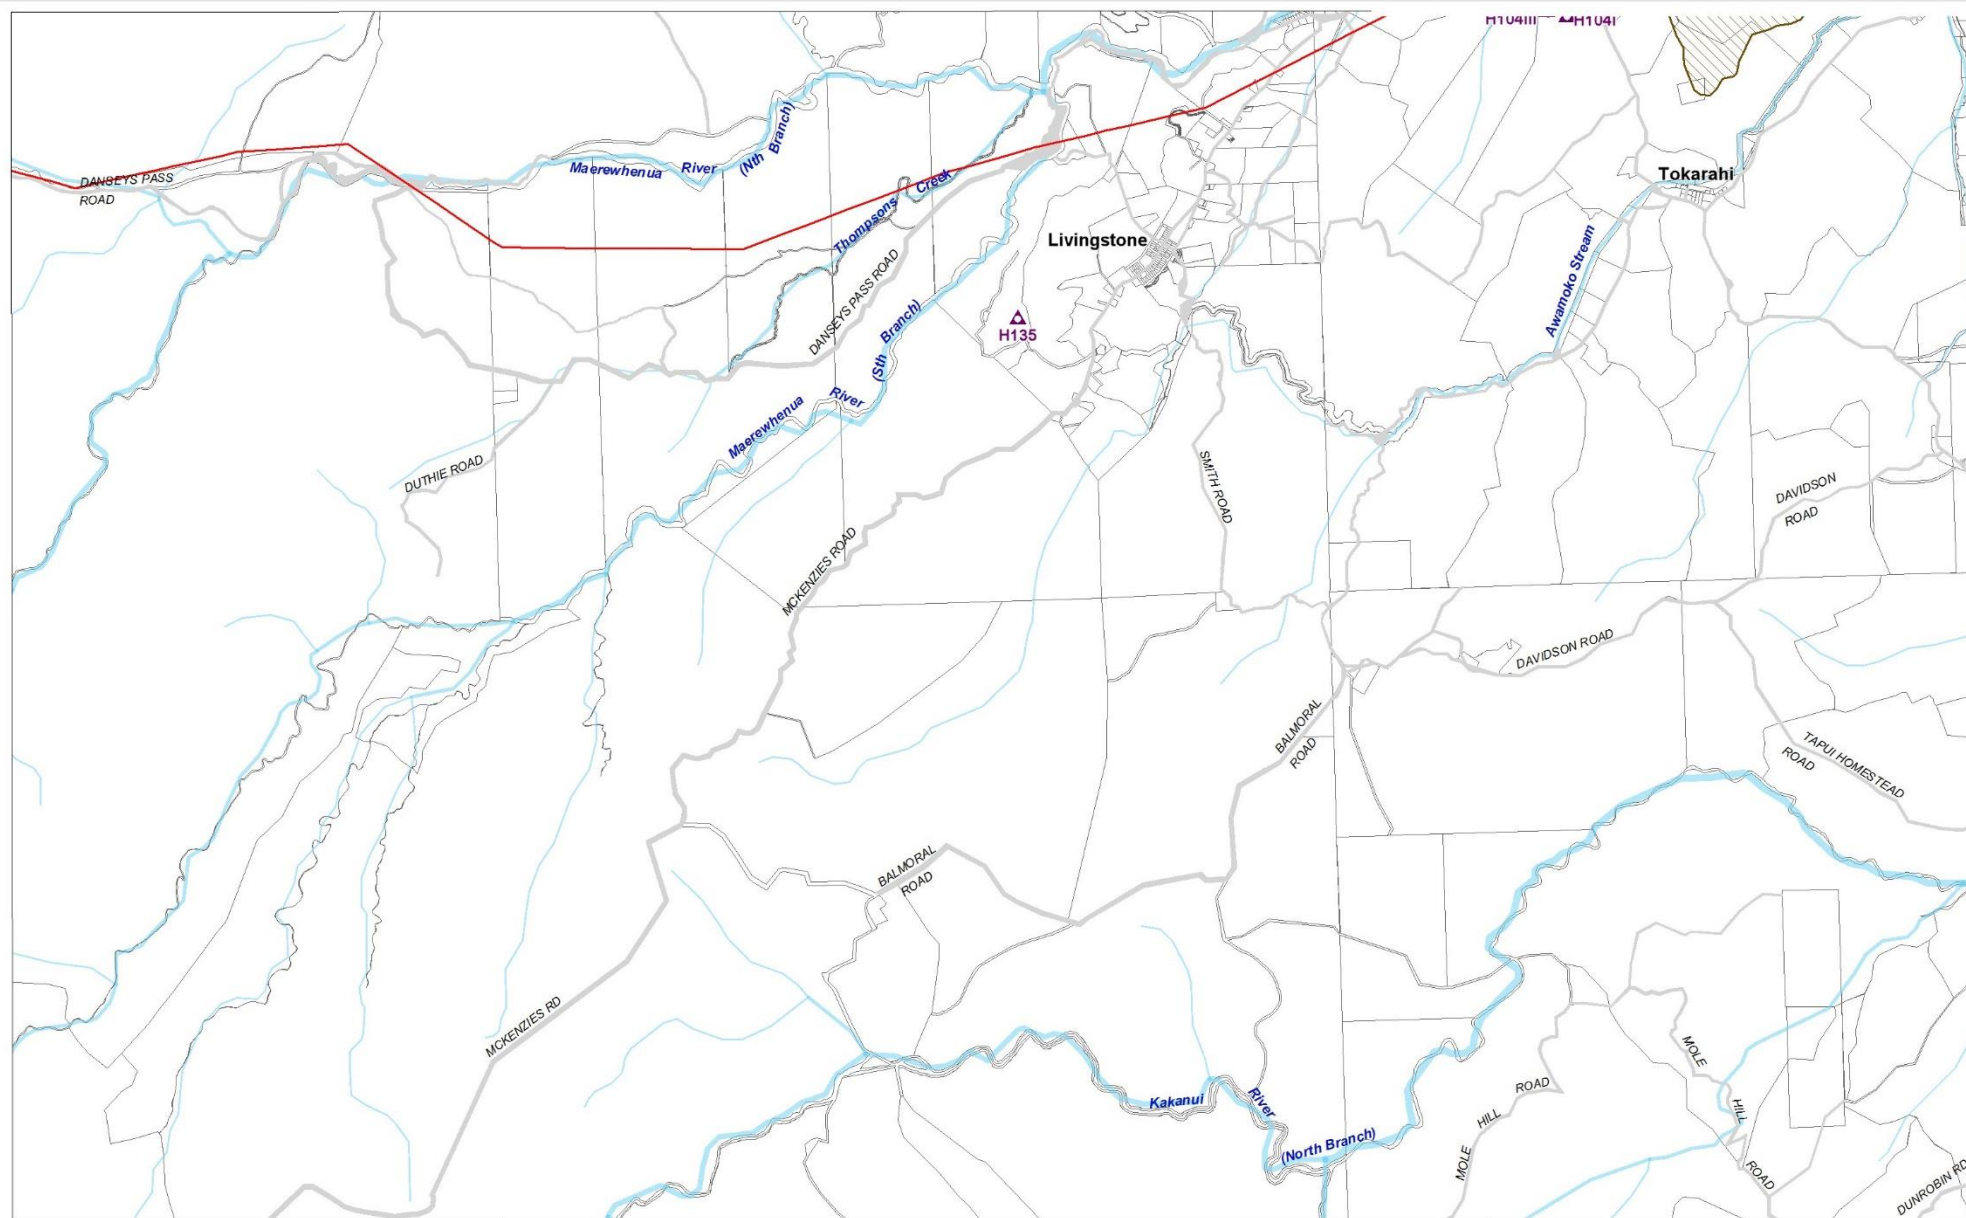 H104III
H104I
Tokarahi
DANSEYS PASS
ROAD
Maerewhenua River (Nth Branch)
Thompsons Creek
Livingstone
Awamoko Stream
DANSEYS PASS ROAD
H135
Maerewhenua River (Sth Branch)
DUTHIE ROAD
SMITH ROAD
DAVIDSON
ROAD
MCKENZIES ROAD
DAVIDSON ROAD
BALMORAL
ROAD
TAPUI HOMESTEAD
ROAD
BALMORAL
ROAD
MCKENZIES RD
MOLE HILL ROAD
Kakanui River (North Branch)
MOLE HILL ROAD
DUNROBIN RD